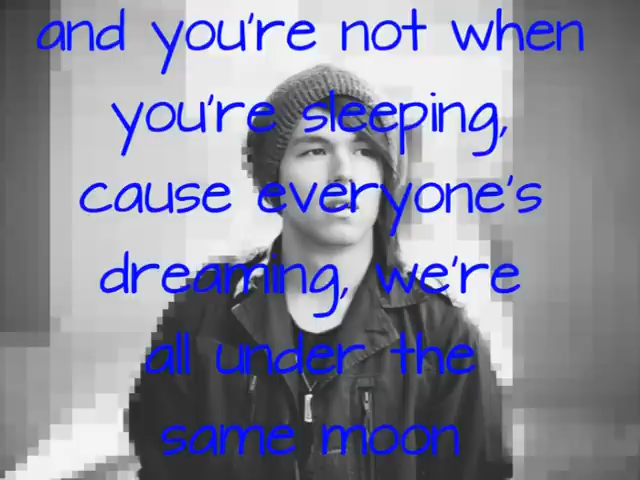 and you're not when
you're sleeping,
cause everyone's
dreaming, we're
all under the
same moon